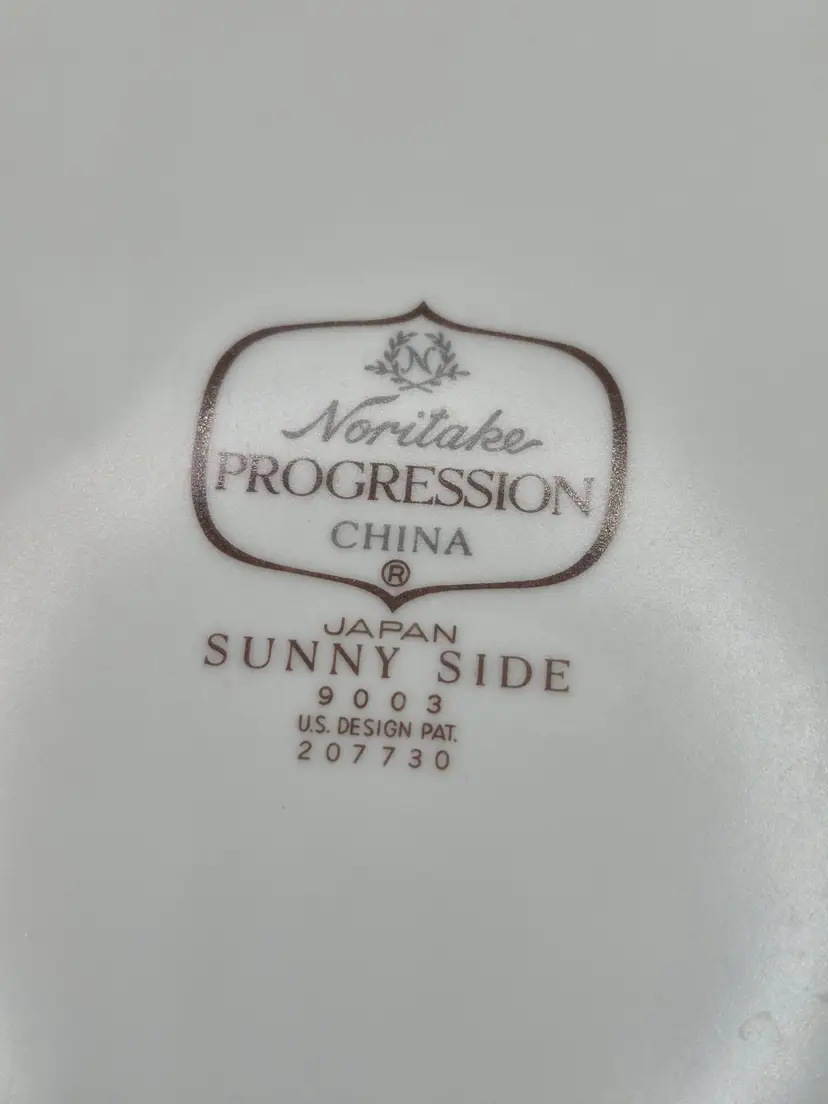 N
Noritake
PROGRESSION
CHINA
®
JAPAN
SUNNY SIDE
9003
U.S. DESIGN PAT.
207730